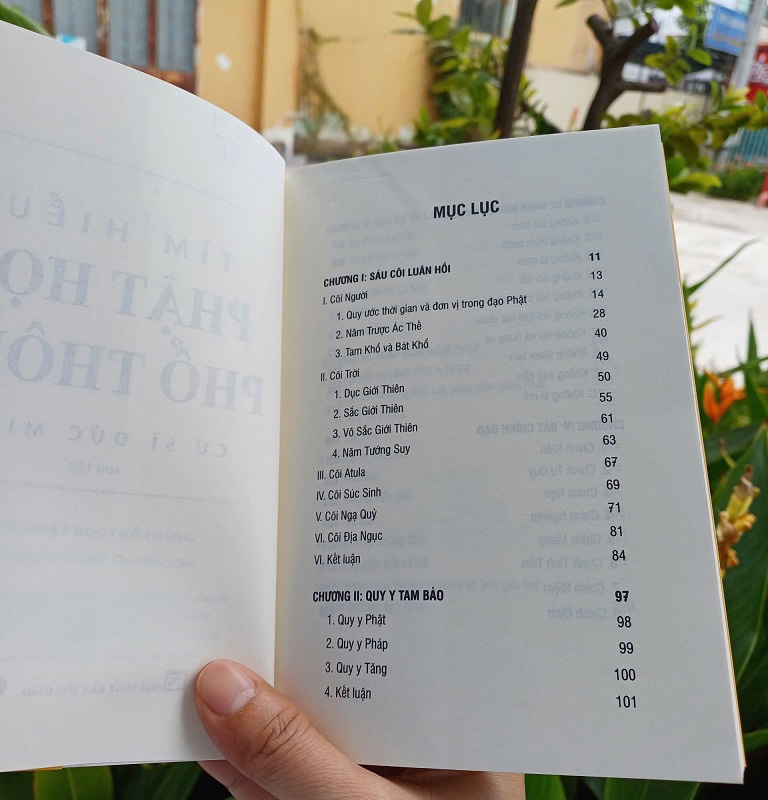 MỤC LỤC
CHƯƠNG I: SÁU CÕI LUÂN HỒI 11
I. Cõi Người 13
1. Quy ước thời gian và đơn vị trong đạo Phật 14
2. Năm Trược Ác Thế 28
3. Tam Khổ và Bát Khổ 40
II. Cõi Trời 49
1. Dục Giới Thiên 50
2. Sắc Giới Thiên 55
3. Vô Sắc Giới Thiên 61
4. Năm Tướng Suy 63
III. Cõi Atula 67
IV. Cõi Súc Sinh 69
V. Cõi Ngạ Quỷ 71
VI. Cõi Địa Ngục 81
VI. Kết luận 84
CHƯƠNG II: QUY Y TAM BẢO 97
1. Quy y Phật 98
2. Quy y Pháp 99
3. Quy y Tăng 100
4. Kết luận 101